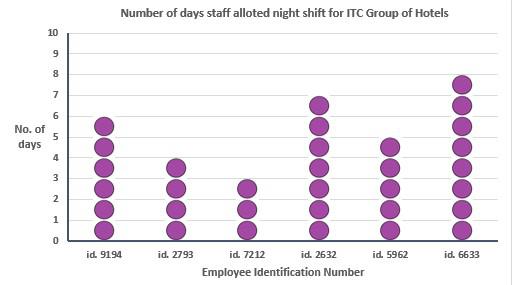 Number of days staff alloted night shift for ITC Group of Hotels
10
9
8
7
6
5
4
3
2
1
0
No. of
days
id. 9194 id. 2793 id. 7212 id. 2632 id. 5962 id. 6633
Employee Identification Number